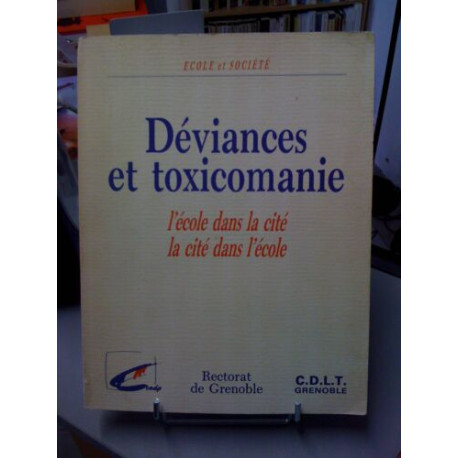 ECOLE et SOCIÉTÉ
Déviances
et toxicomanie
l'école dans la cité
la cité dans l'école
Rectorat
de Grenoble
C.D.L.T.
GRENOBLE